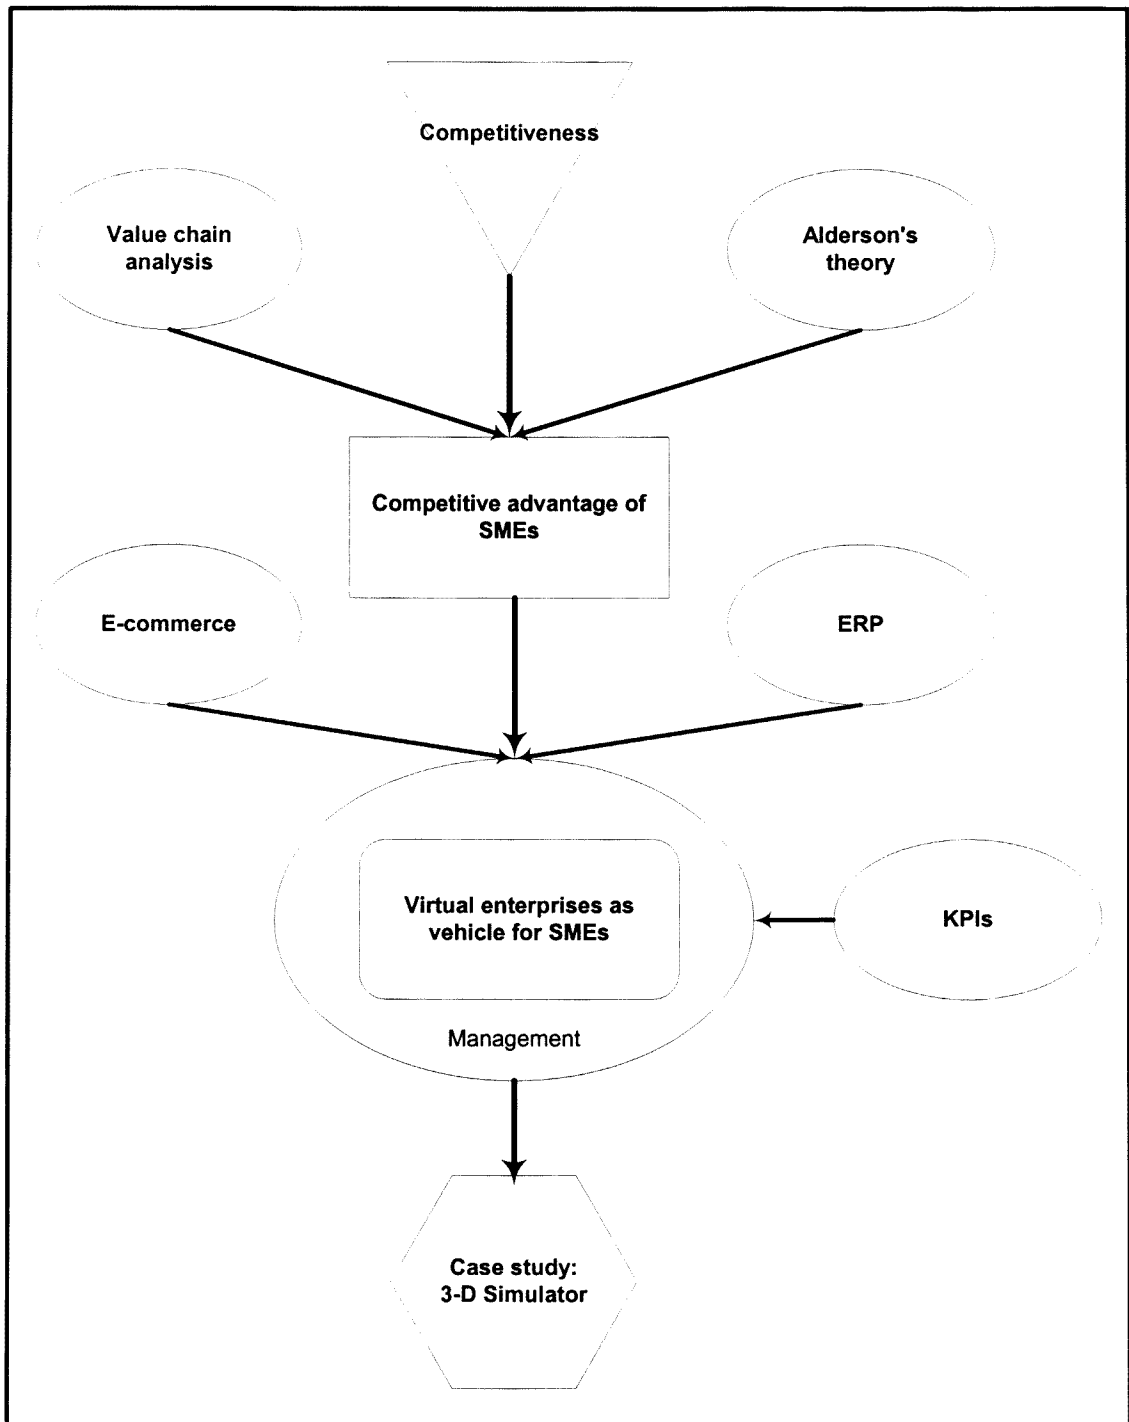 Competitiveness
Value chain
analysis
Alderson's
theory
Competitive advantage of
SMEs
E-commerce
ERP
Virtual enterprises as
vehicle for SMEs
KPIs
Management
Case study:
3-D Simulator